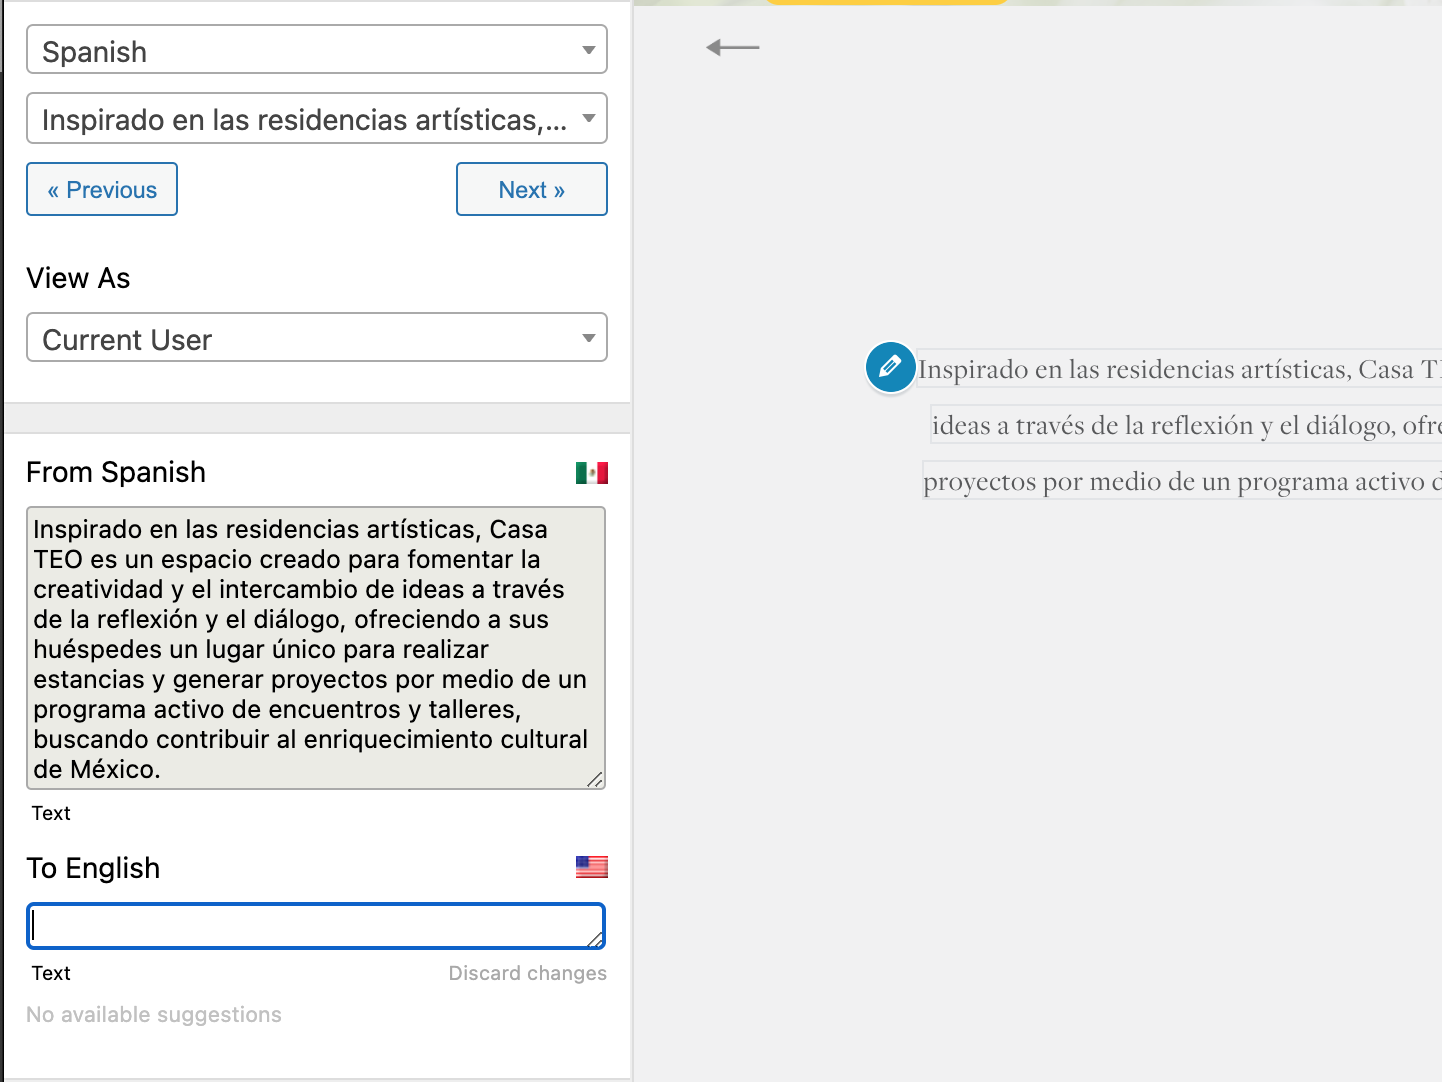 Spanish
Inspirado en las residencias artísticas,...
« Previous
Next »
View As
Current User
From Spanish
Inspirado en las residencias artísticas, Casa
TEO es un espacio creado para fomentar la
creatividad y el intercambio de ideas a través
de la reflexión y el diálogo, ofreciendo a sus
huéspedes un lugar único para realizar
estancias y generar proyectos por medio de un
programa activo de encuentros y talleres,
buscando contribuir al enriquecimiento cultural
de México.
Text
To English
Text
Discard changes
No available suggestions
Inspirado en las residencias artísticas, Casa
ideas a través de la reflexión y el diálogo,
proyectos por medio de un programa activo